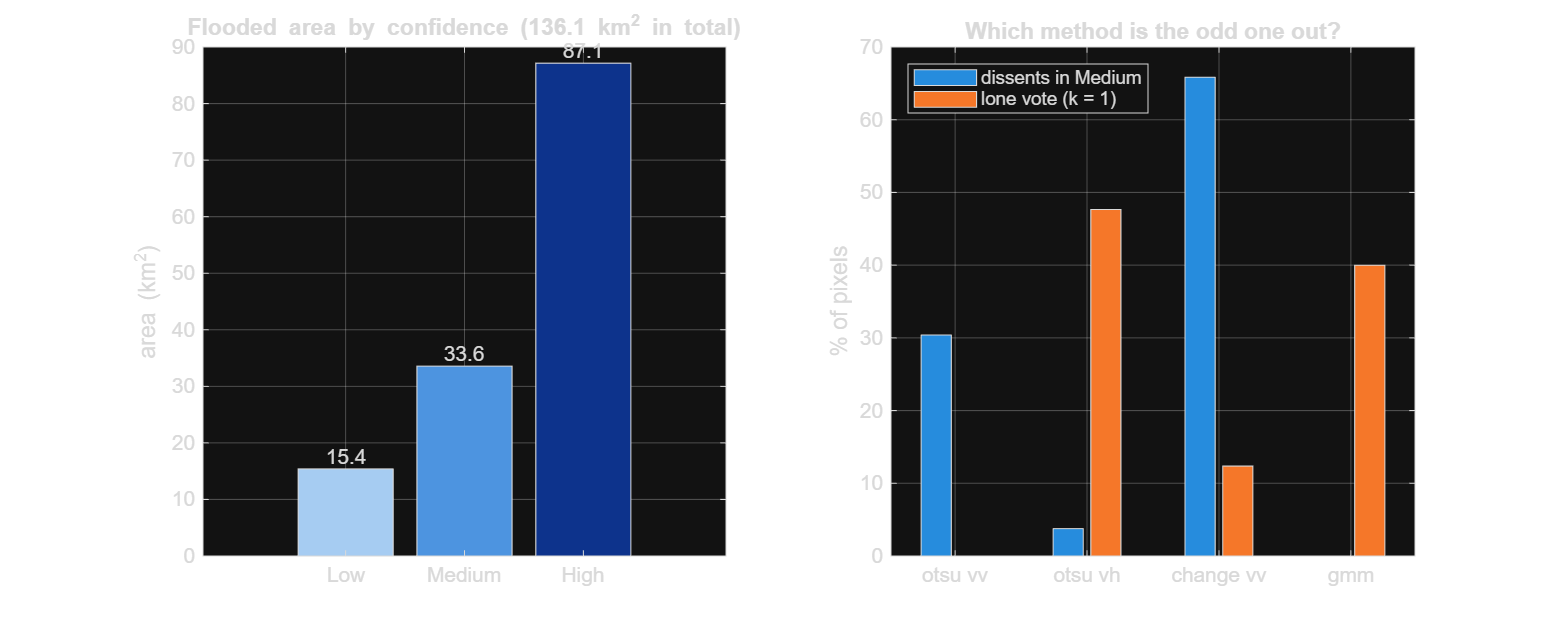 Flooded area by confidence (136.1 km² in total)
90
80
70
60
50
40
30
20
10
0
area (km²)
15.4
33.6
87.1
Low
Medium
High
Which method is the odd one out?
70
60
50
40
30
20
10
0
% of pixels
dissents in Medium
lone vote (k = 1)
otsu vv
otsu vh
change vv
gmm